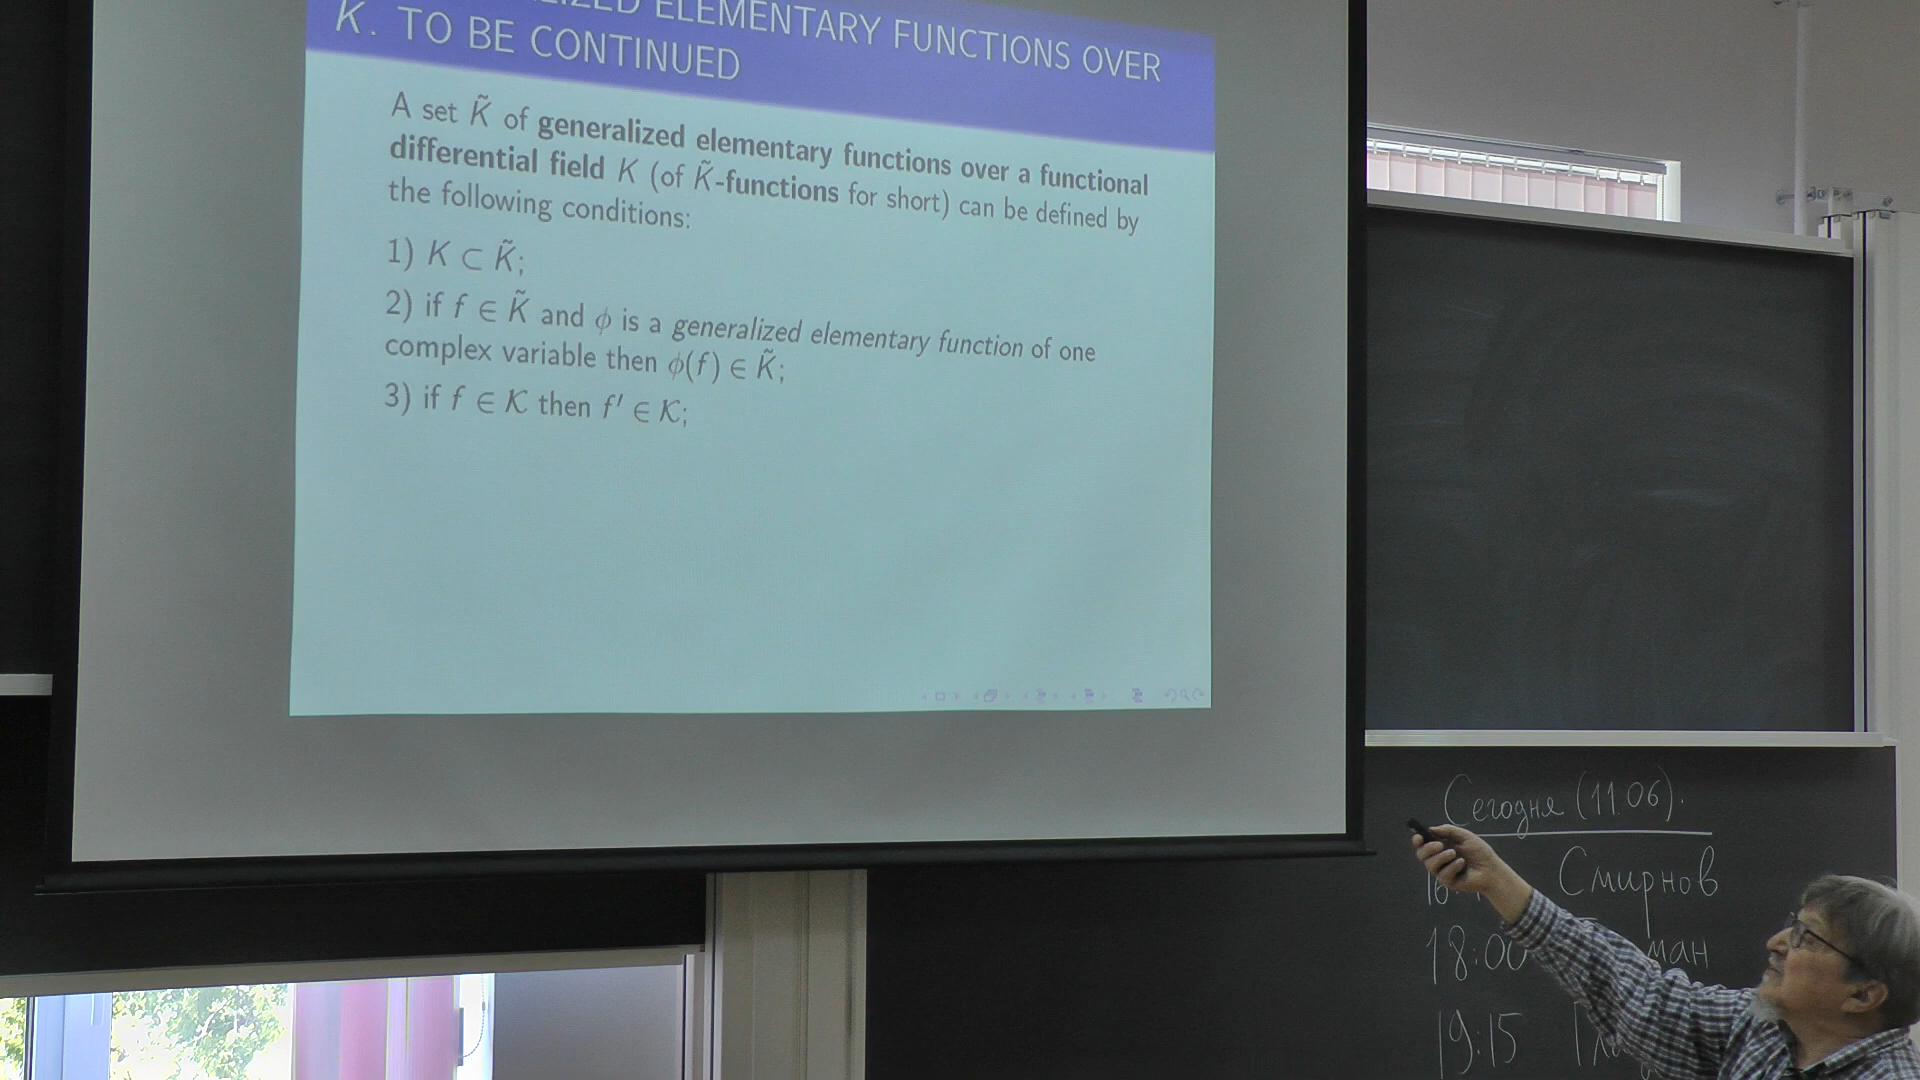 ELEMENTARY FUNCTIONS OVER
K. TO BE CONTINUED
A set K̃ of generalized elementary functions over a functional
differential field K (of K̃-functions for short) can be defined by
the following conditions:
1) K ⊂ K̃;
2) if f ∈ K̃ and ϕ is a generalized elementary function of one
complex variable then ϕ(f) ∈ K̃;
3) if f ∈ 𝒦 then f′ ∈ 𝒦;
Сегодня (11.06).
Смирнов
18:00
19:15